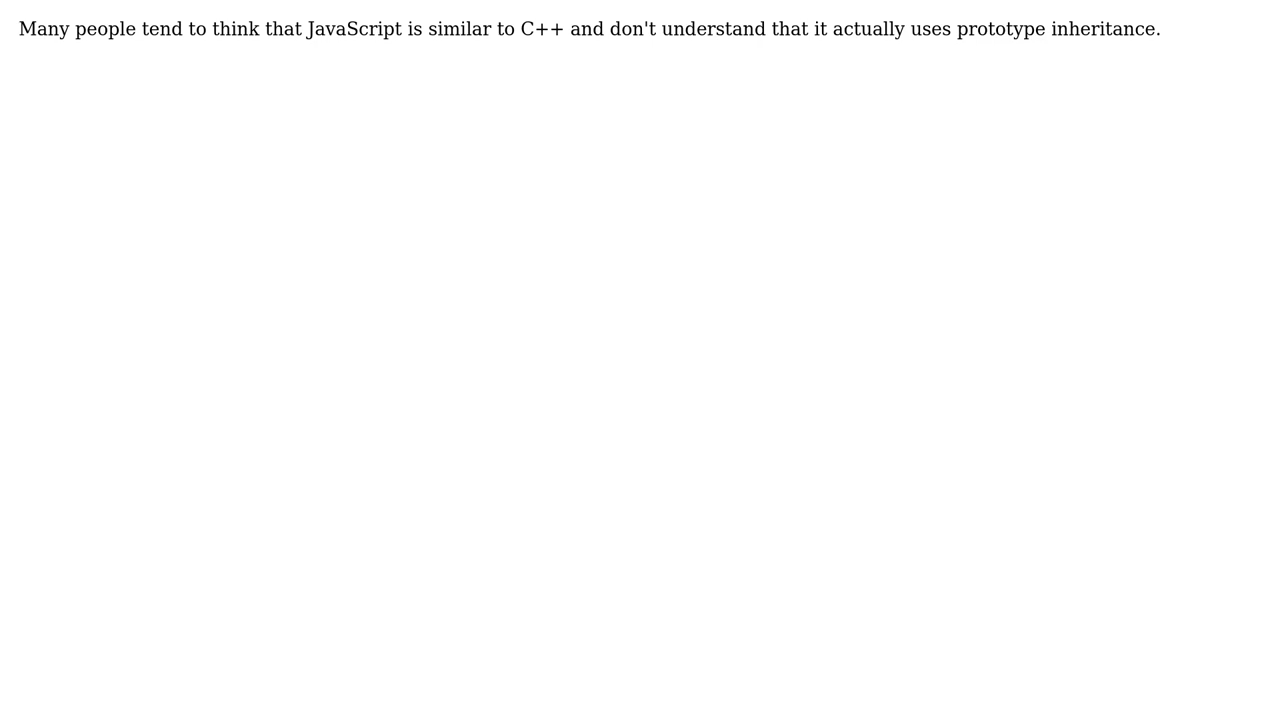 Many people tend to think that JavaScript is similar to C++ and don't understand that it actually uses prototype inheritance.